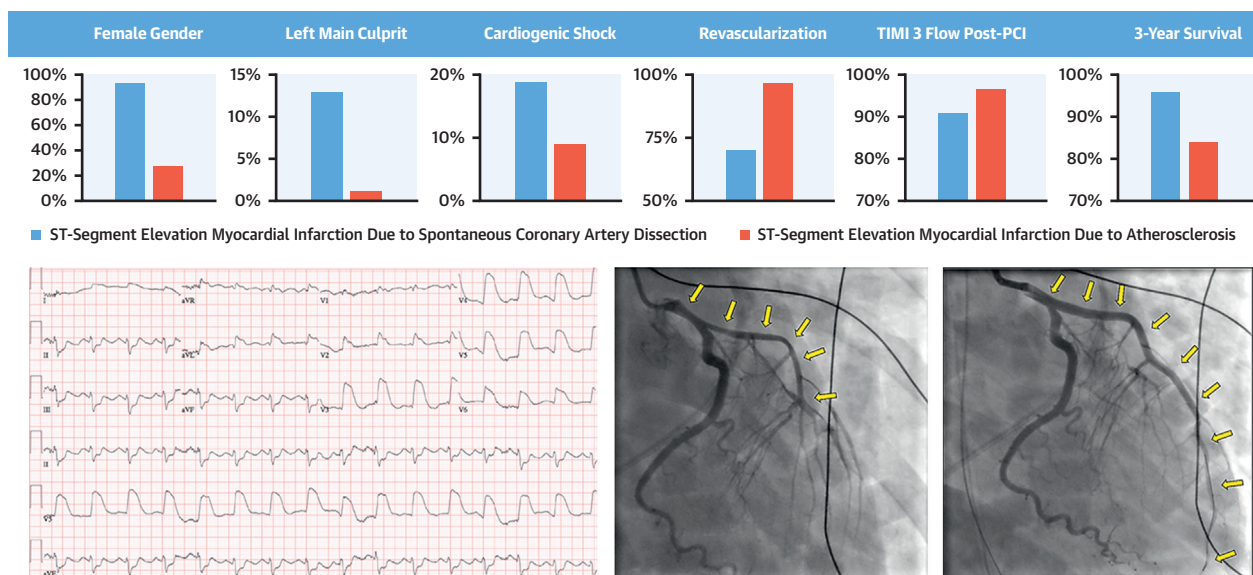 Female Gender
Left Main Culprit
Cardiogenic Shock
Revascularization
TIMI 3 Flow Post-PCI
3-Year Survival
100%
80%
60%
40%
20%
0%
15%
10%
5%
0%
20%
10%
0%
100%
75%
50%
100%
90%
80%
70%
100%
90%
80%
70%
ST-Segment Elevation Myocardial Infarction Due to Spontaneous Coronary Artery Dissection
ST-Segment Elevation Myocardial Infarction Due to Atherosclerosis
I
aVR
V1
V4
II
aVL
V2
V5
III
aVF
V3
V6
II
V5
aVF